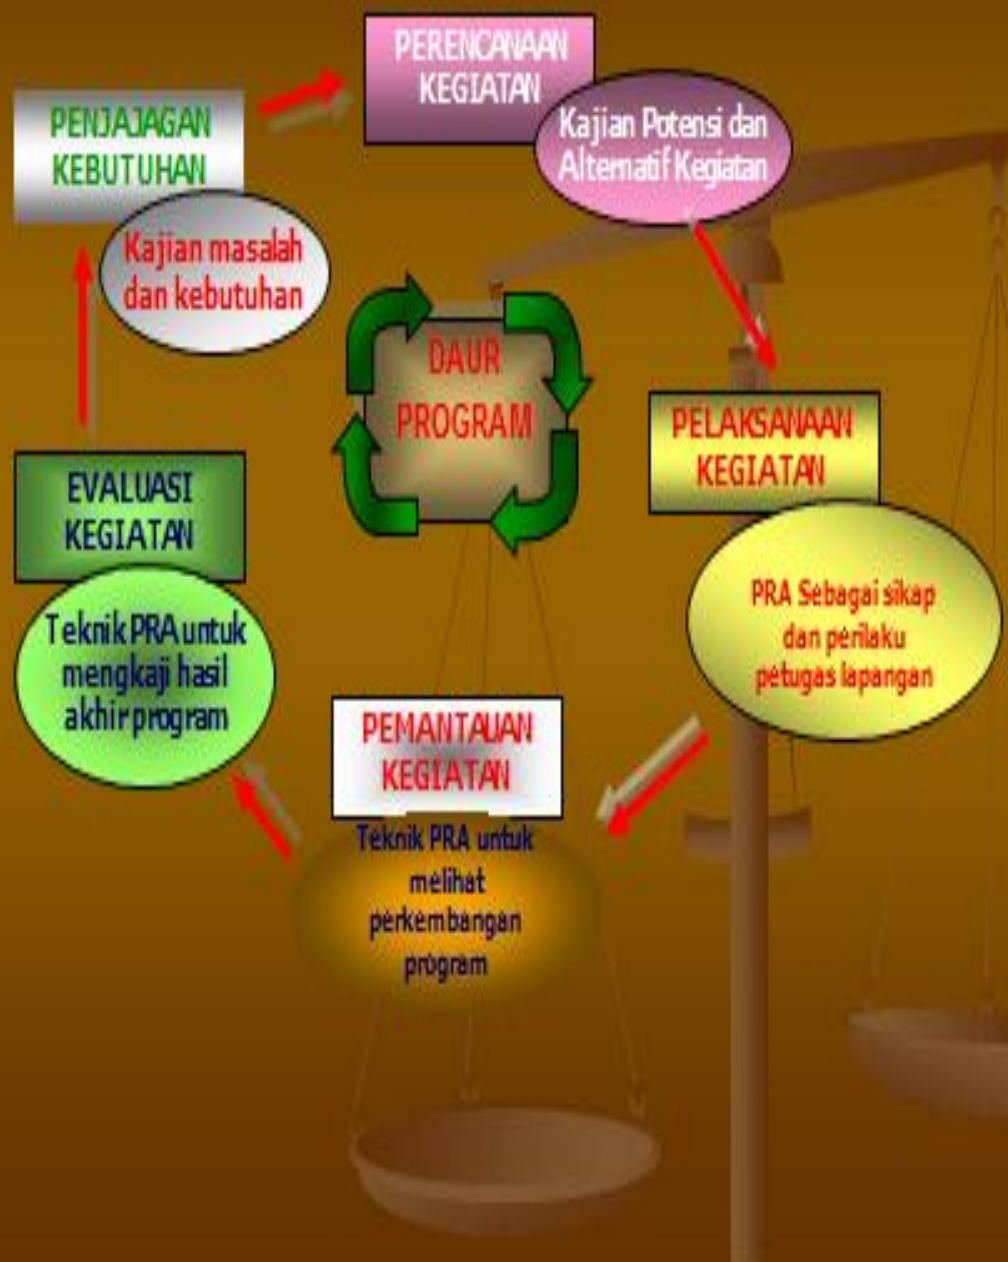 PERENCANAAN
KEGIATAN
Kajian Potensi dan
Alternatif Kegiatan
PENJAJAGAN
KEBUTUHAN
Kajian masalah
dan kebutuhan
DAUR
PROGRAM
PELAKSANAAN
KEGIATAN
PRA Sebagai sikap
dan perilaku
petugas lapangan
EVALUASI
KEGIATAN
Teknik PRA untuk
mengkaji hasil
akhir program
PEMANTAUAN
KEGIATAN
Teknik PRA untuk
melihat
perkembangan
program